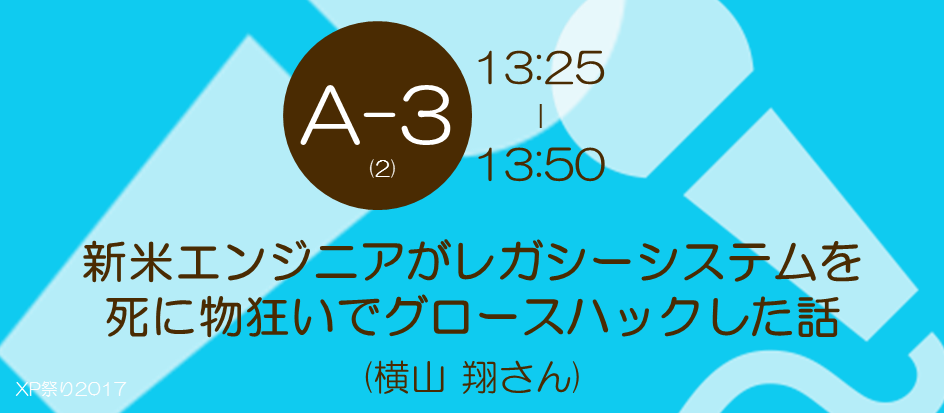 A-3
(2)
13:25
|
13:50
新米エンジニアがレガシーシステムを
死に物狂いでグロースハックした話
(横山 翔さん)
XP祭り2017